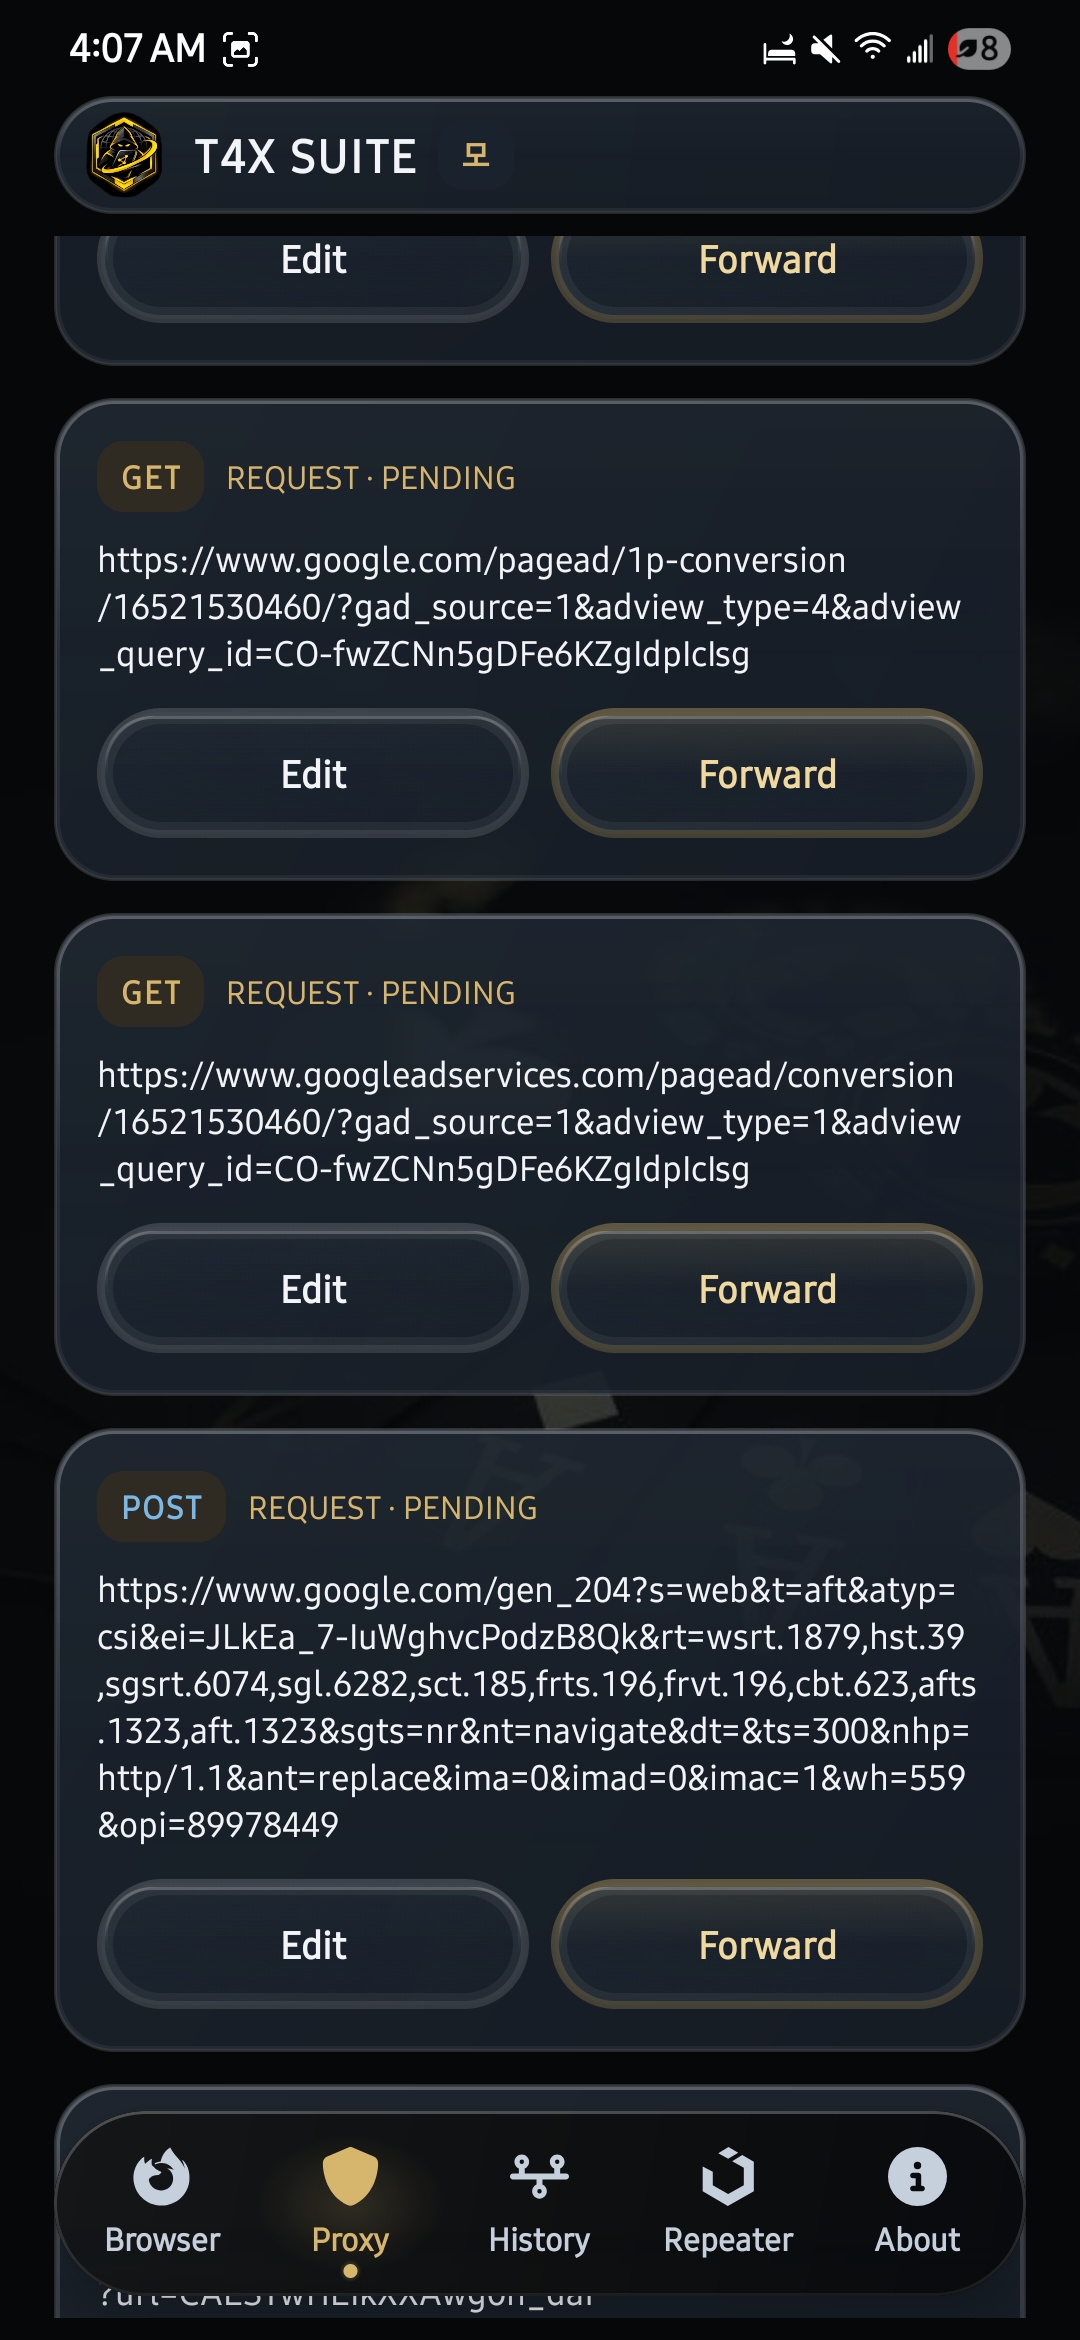 4:07 AM
8
T4X SUITE 모
Edit Forward
GET REQUEST · PENDING
https://www.google.com/pagead/1p-conversion
/16521530460/?gad_source=1&adview_type=4&adview
_query_id=CO-fwZCNn5gDFe6KZgIdpIcIsg
Edit Forward
GET REQUEST · PENDING
https://www.googleadservices.com/pagead/conversion
/16521530460/?gad_source=1&adview_type=1&adview
_query_id=CO-fwZCNn5gDFe6KZgIdpIcIsg
Edit Forward
POST REQUEST · PENDING
https://www.google.com/gen_204?s=web&t=aft&atyp=
csi&ei=JLkEa_7-IuWghvcPodzB8Qk&rt=wsrt.1879,hst.39
,sgsrt.6074,sgl.6282,sct.185,frts.196,frvt.196,cbt.623,afts
.1323,aft.1323&sgts=nr&nt=navigate&dt=&ts=300&nhp=
http/1.1&ant=replace&ima=0&imad=0&imac=1&wh=559
&opi=89978449
Edit Forward
Browser Proxy History Repeater About